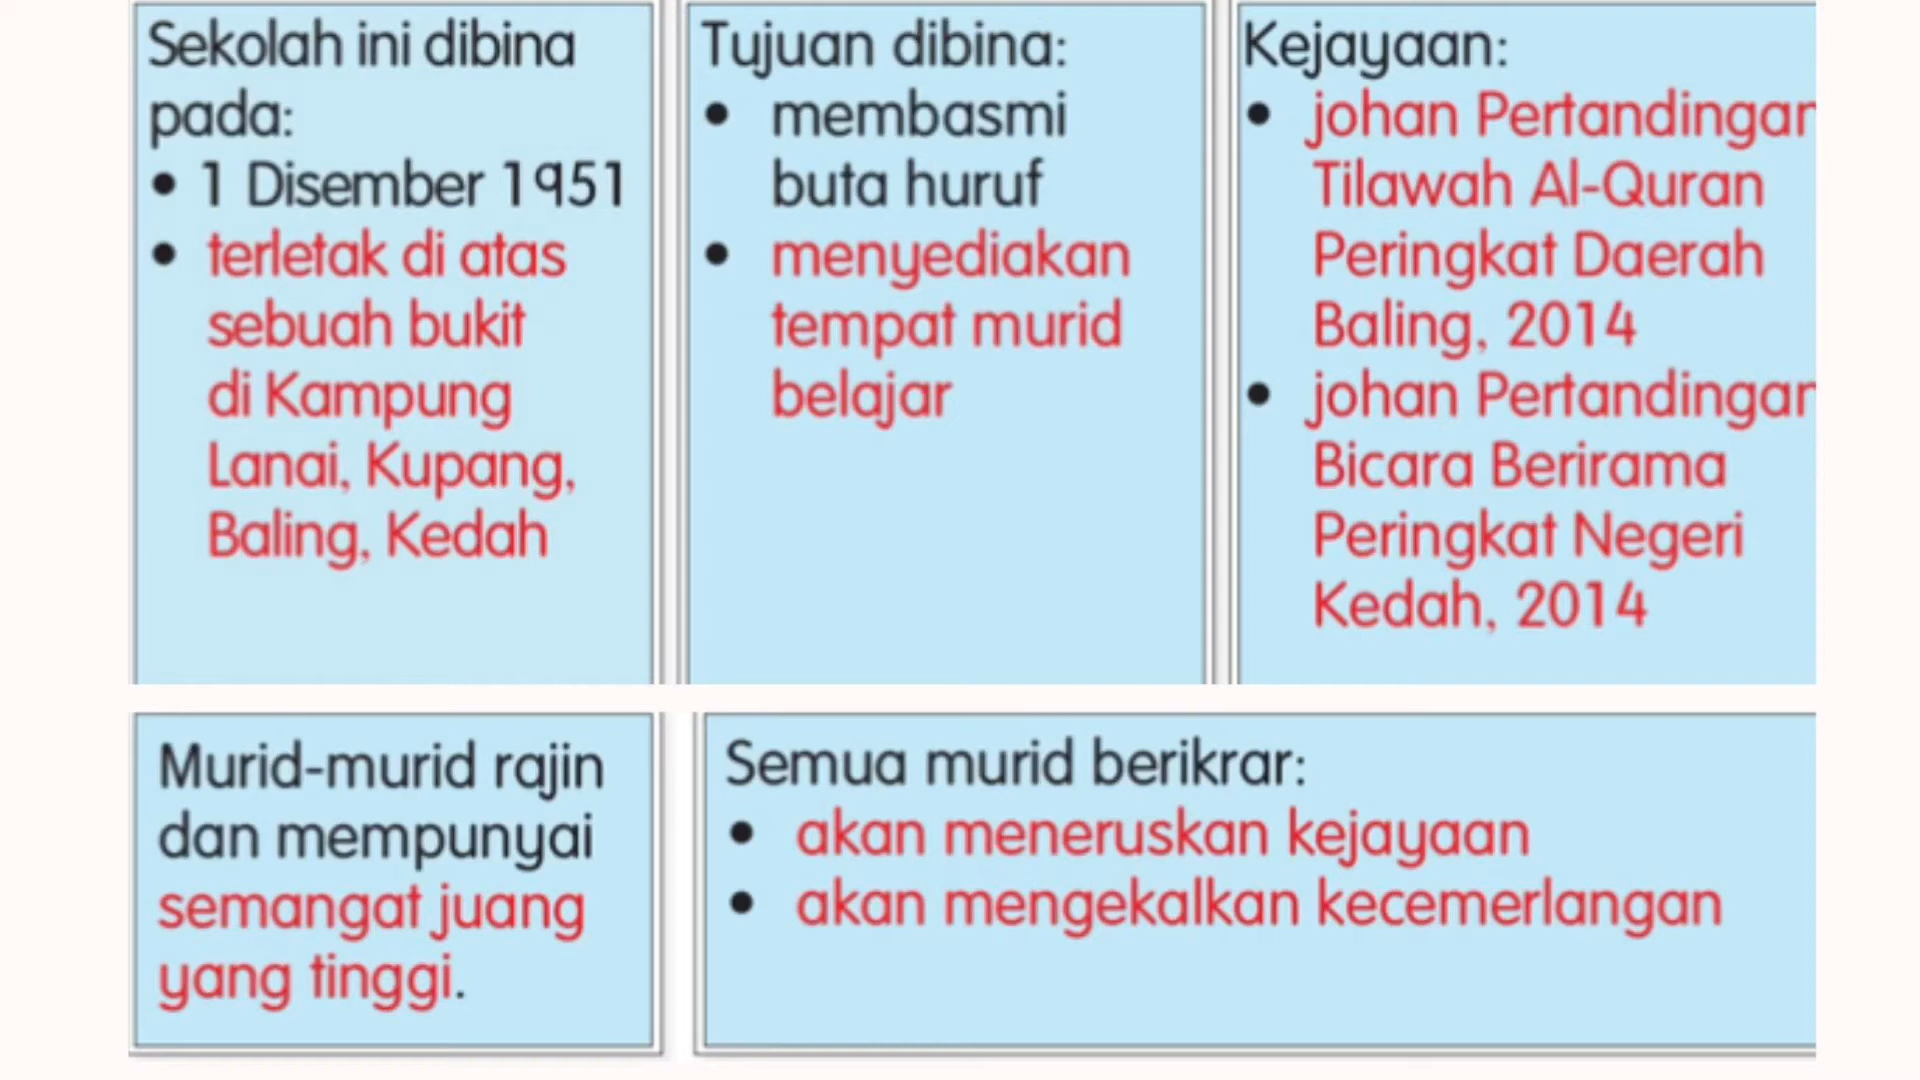 Sekolah ini dibina
pada:
• 1 Disember 1951
• terletak di atas
sebuah bukit
di Kampung
Lanai, Kupang,
Baling, Kedah
Tujuan dibina:
• membasmi
buta huruf
• menyediakan
tempat murid
belajar
Kejayaan:
• johan Pertandingan
Tilawah Al-Quran
Peringkat Daerah
Baling, 2014
• johan Pertandingan
Bicara Berirama
Peringkat Negeri
Kedah, 2014
Murid-murid rajin
dan mempunyai
semangat juang
yang tinggi.
Semua murid berikrar:
• akan meneruskan kejayaan
• akan mengekalkan kecemerlangan